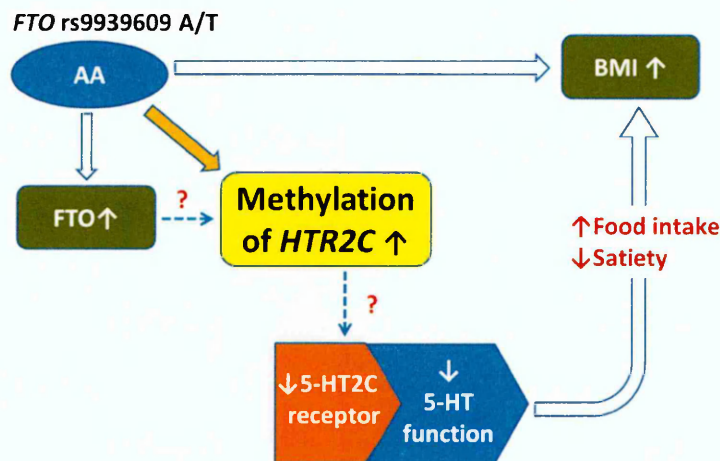 FTO rs9939609 A/T
AA
BMI ↑
FTO↑
?
Methylation
of HTR2C ↑
↑Food intake
↓Satiety
?
↓5-HT2C
receptor
↓
5-HT
function